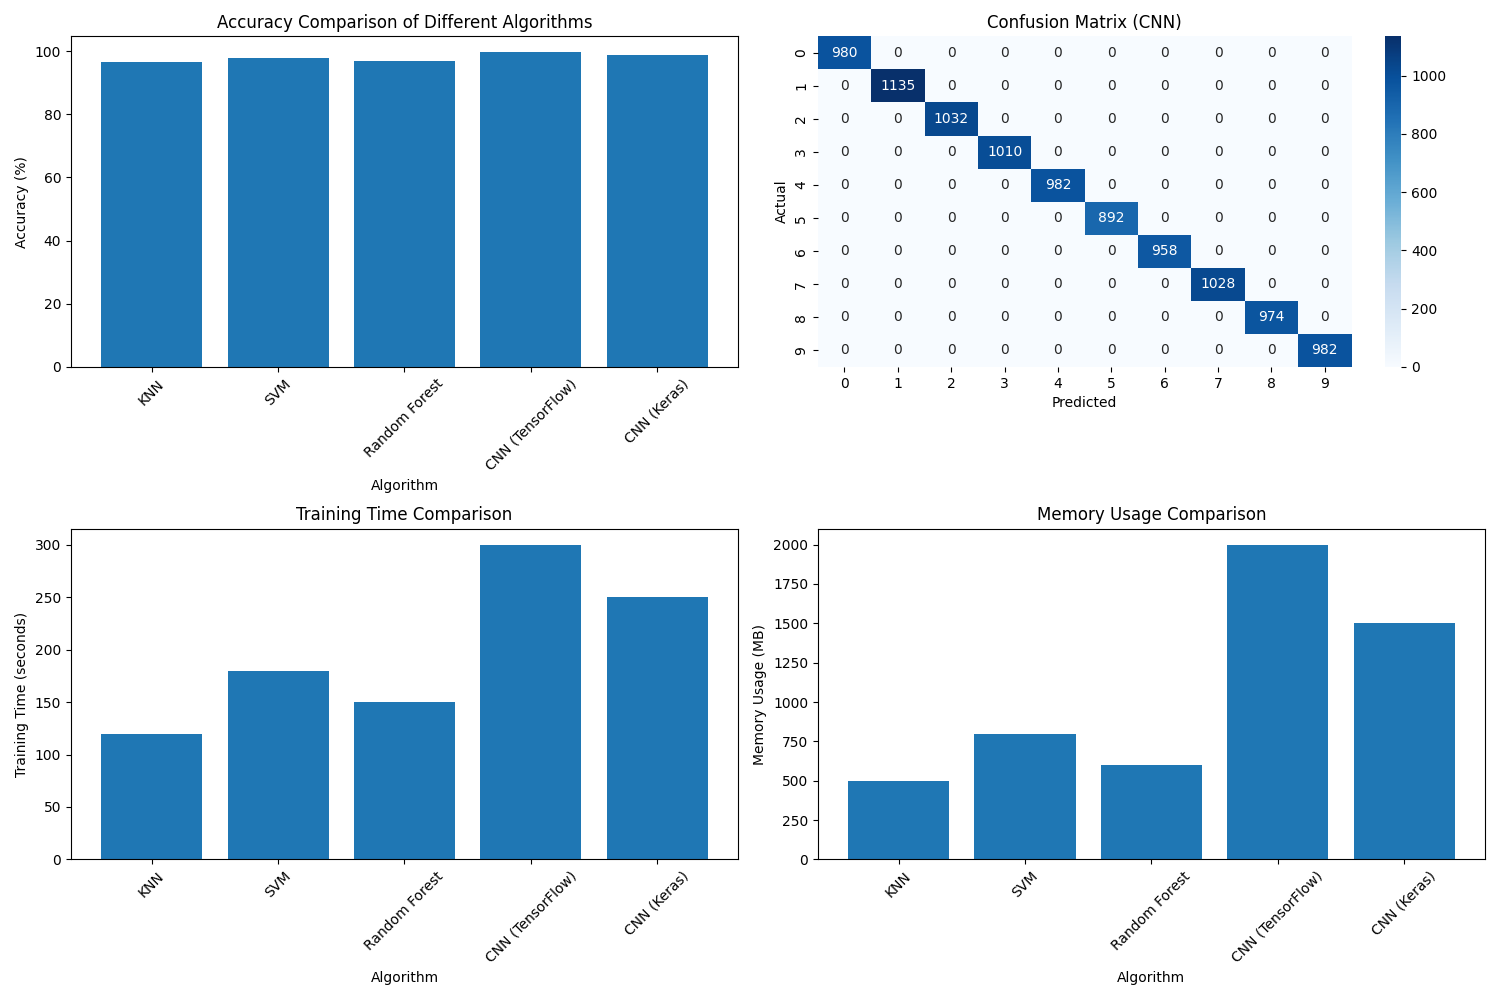 Accuracy Comparison of Different Algorithms
Accuracy (%)
100
80
60
40
20
0
KNN
SVM
Random Forest
CNN (TensorFlow)
CNN (Keras)
Algorithm
Confusion Matrix (CNN)
Actual
0 980 0 0 0 0 0 0 0 0 0
1 0 1135 0 0 0 0 0 0 0 0
2 0 0 1032 0 0 0 0 0 0 0
3 0 0 0 1010 0 0 0 0 0 0
4 0 0 0 0 982 0 0 0 0 0
5 0 0 0 0 0 892 0 0 0 0
6 0 0 0 0 0 0 958 0 0 0
7 0 0 0 0 0 0 0 1028 0 0
8 0 0 0 0 0 0 0 0 974 0
9 0 0 0 0 0 0 0 0 0 982
0 1 2 3 4 5 6 7 8 9
Predicted
1000
800
600
400
200
0
Training Time Comparison
Training Time (seconds)
300
250
200
150
100
50
0
KNN
SVM
Random Forest
CNN (TensorFlow)
CNN (Keras)
Algorithm
Memory Usage Comparison
Memory Usage (MB)
2000
1750
1500
1250
1000
750
500
250
0
KNN
SVM
Random Forest
CNN (TensorFlow)
CNN (Keras)
Algorithm